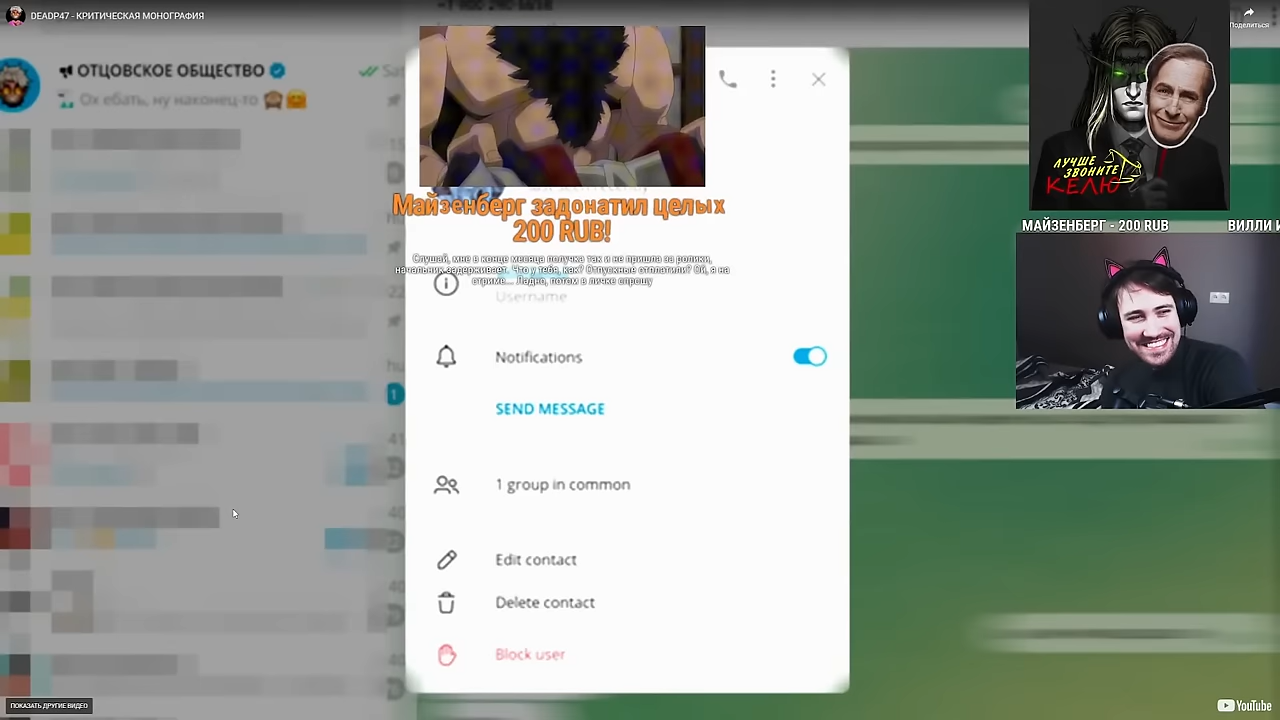 DEADP47 - КРИТИЧЕСКАЯ МОНОГРАФИЯ
Поделиться
ОТЦОВСКОЕ ОБЩЕСТВО
Ох ебать, ну наконец-то
ЛУЧШЕ
ЗВОНИТЕ
КЕЛЮ
Майзенберг задонатил целых
200 RUB!
МАЙЗЕНБЕРГ - 200 RUB
ВИЛЛИ
Слушай, мне в конце месяца получка так и не пришла за ролики,
начальник задерживает. Что у тебя, как? Отпускные отплатили? Ой, я на
стриме... Ладно, потом в личке спрошу
Username
Notifications
SEND MESSAGE
1 group in common
Edit contact
Delete contact
Block user
ПОКАЗАТЬ ДРУГИЕ ВИДЕО
YouTube